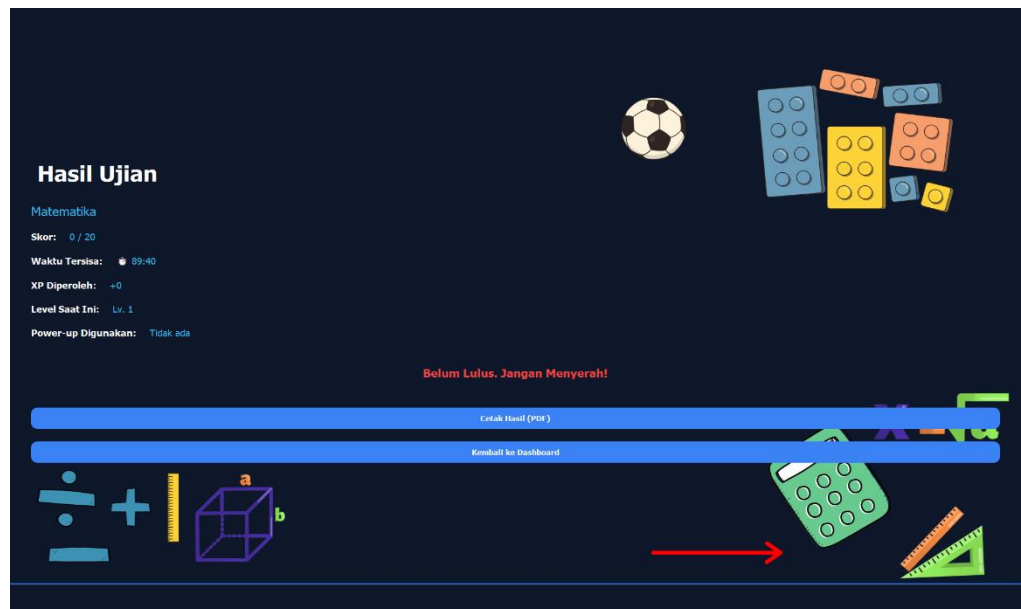 Hasil Ujian
Matematika
Skor: 0 / 20
Waktu Tersisa: 89:40
XP Diperoleh: +0
Level Saat Ini: Lv. 1
Power-up Digunakan: Tidak ada
Belum Lulus. Jangan Menyerah!
Cetak Hasil (PDF)
Kembali ke Dashboard
a
b